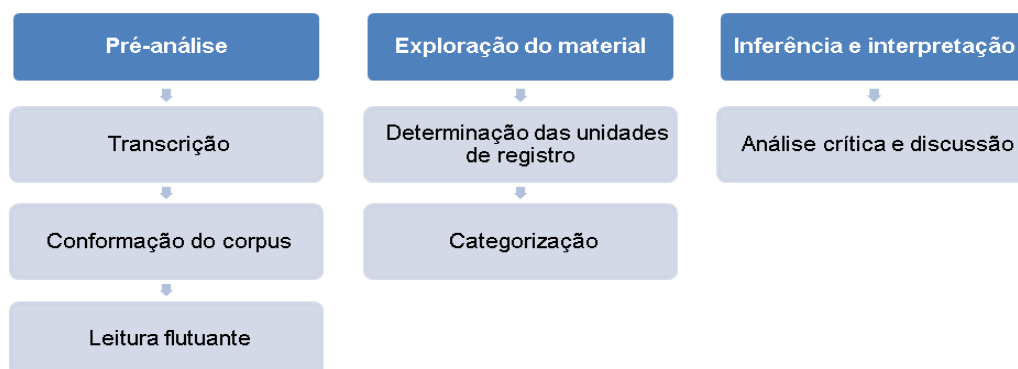 Pré-análise
Transcrição
Conformação do corpus
Leitura flutuante
Exploração do material
Determinação das unidades
de registro
Categorização
Inferência e interpretação
Análise crítica e discussão